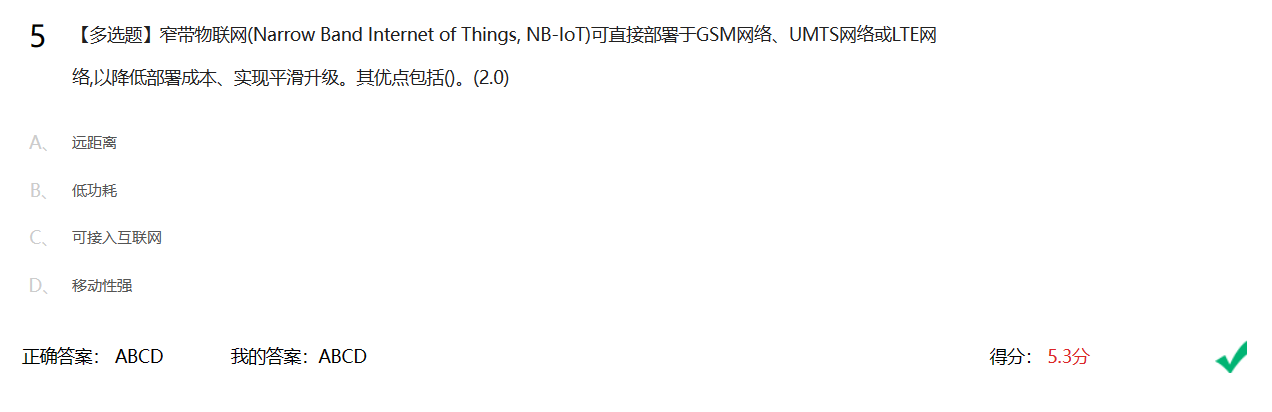 5 【多选题】窄带物联网(Narrow Band Internet of Things, NB-IoT)可直接部署于GSM网络、UMTS网络或LTE网
络,以降低部署成本、实现平滑升级。其优点包括()。(2.0)
A、 远距离
B、 低功耗
C、 可接入互联网
D、 移动性强
正确答案： ABCD 我的答案：ABCD 得分： 5.3分